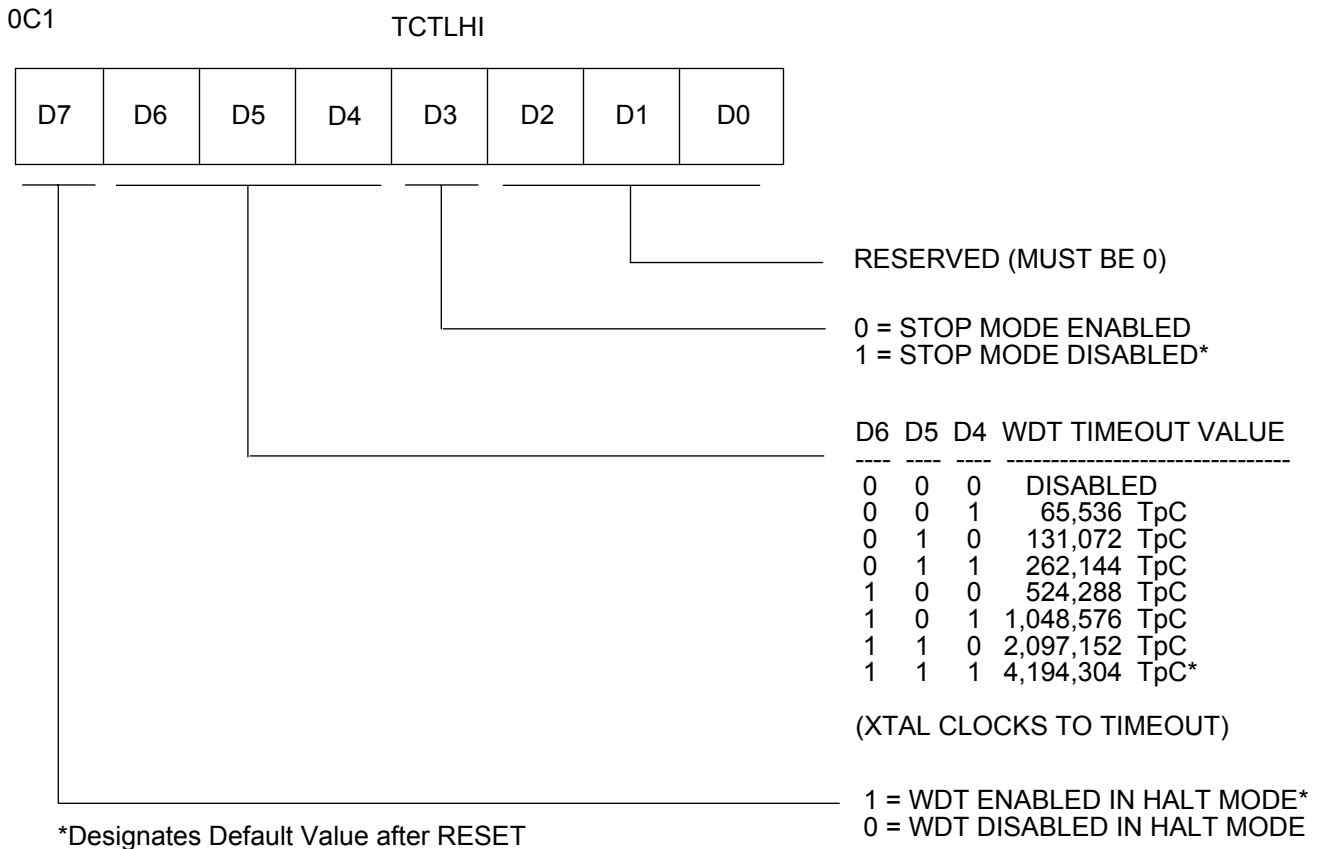 0C1
TCTLHI
D7 D6 D5 D4 D3 D2 D1 D0
RESERVED (MUST BE 0)
0 = STOP MODE ENABLED
1 = STOP MODE DISABLED*
D6 D5 D4 WDT TIMEOUT VALUE
---- ---- ---- --------------------------------
0 0 0 DISABLED
0 0 1 65,536 TpC
0 1 0 131,072 TpC
0 1 1 262,144 TpC
1 0 0 524,288 TpC
1 0 1 1,048,576 TpC
1 1 0 2,097,152 TpC
1 1 1 4,194,304 TpC*
(XTAL CLOCKS TO TIMEOUT)
1 = WDT ENABLED IN HALT MODE*
0 = WDT DISABLED IN HALT MODE
*Designates Default Value after RESET